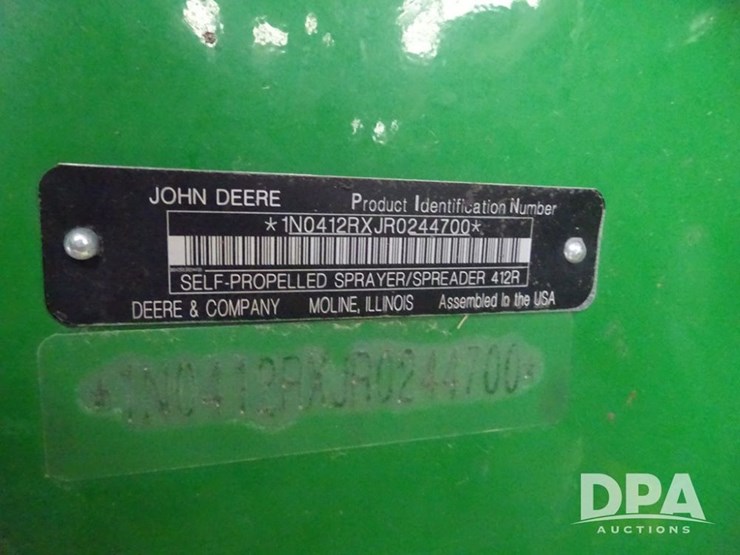 JOHN DEERE Product Identification Number
*1N0412RXJR0244700*
SELF-PROPELLED SPRAYER/SPREADER 412R
DEERE & COMPANY MOLINE, ILLINOIS Assembled In the USA
*1N0412RXJR0244700*
DPA
AUCTIONS